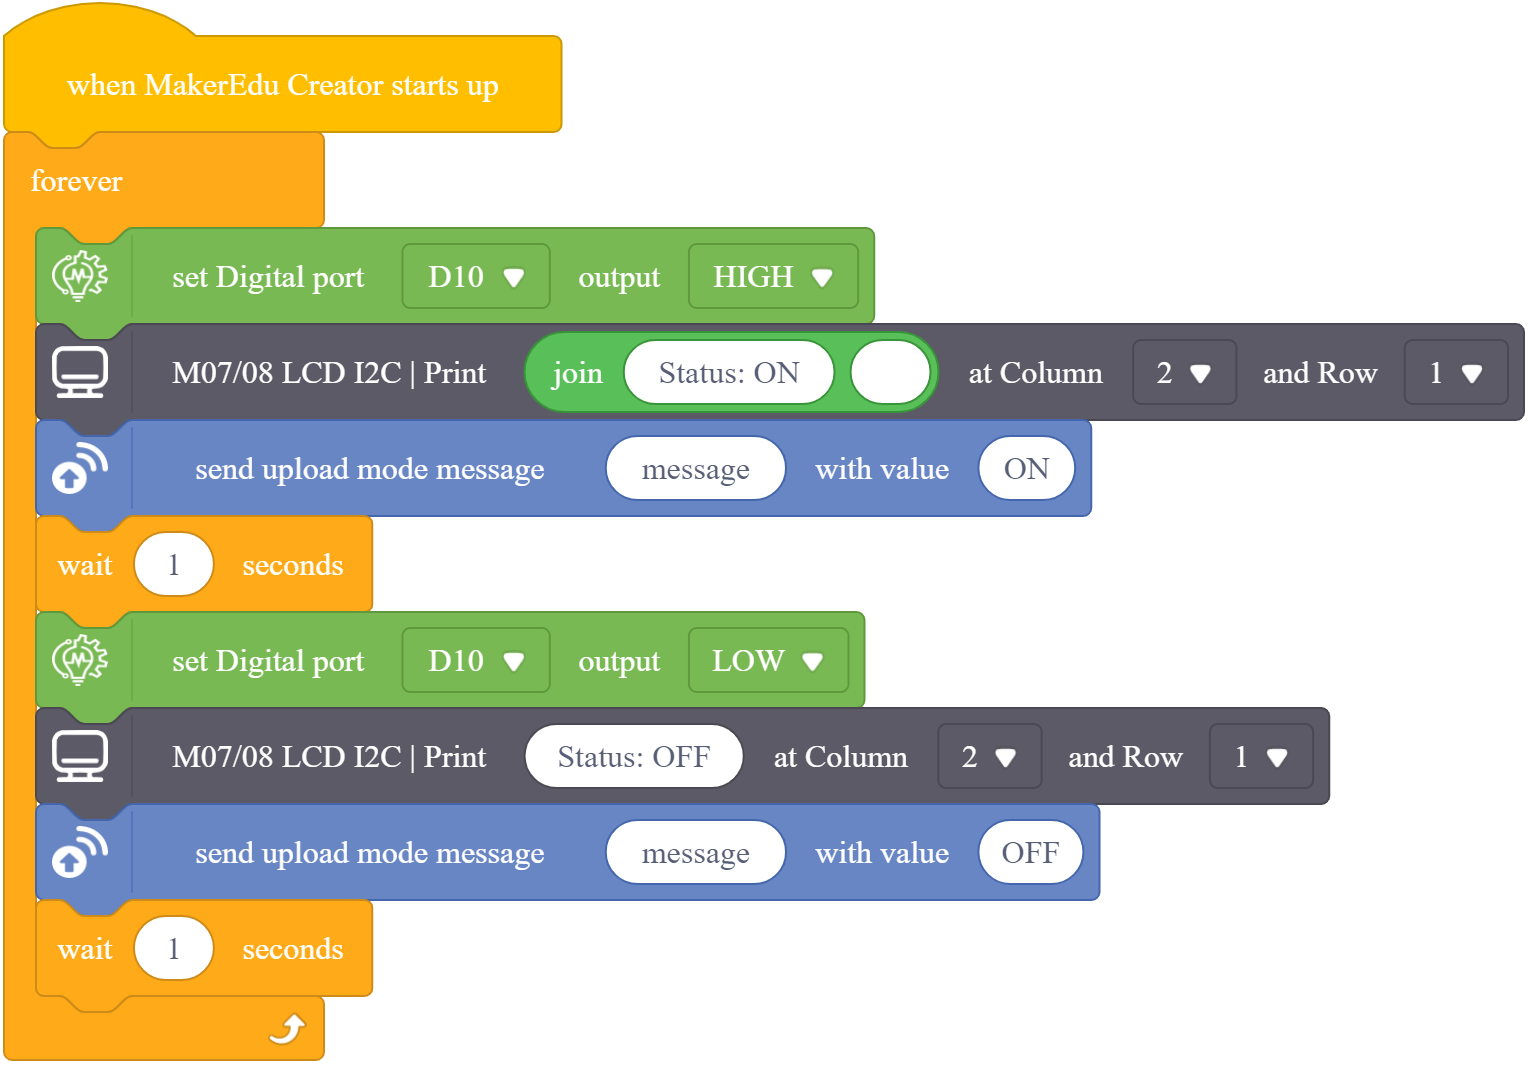 when MakerEdu Creator starts up
forever
set Digital port D10 output HIGH
M07/08 LCD I2C | Print join Status: ON at Column 2 and Row 1
send upload mode message message with value ON
wait 1 seconds
set Digital port D10 output LOW
M07/08 LCD I2C | Print Status: OFF at Column 2 and Row 1
send upload mode message message with value OFF
wait 1 seconds